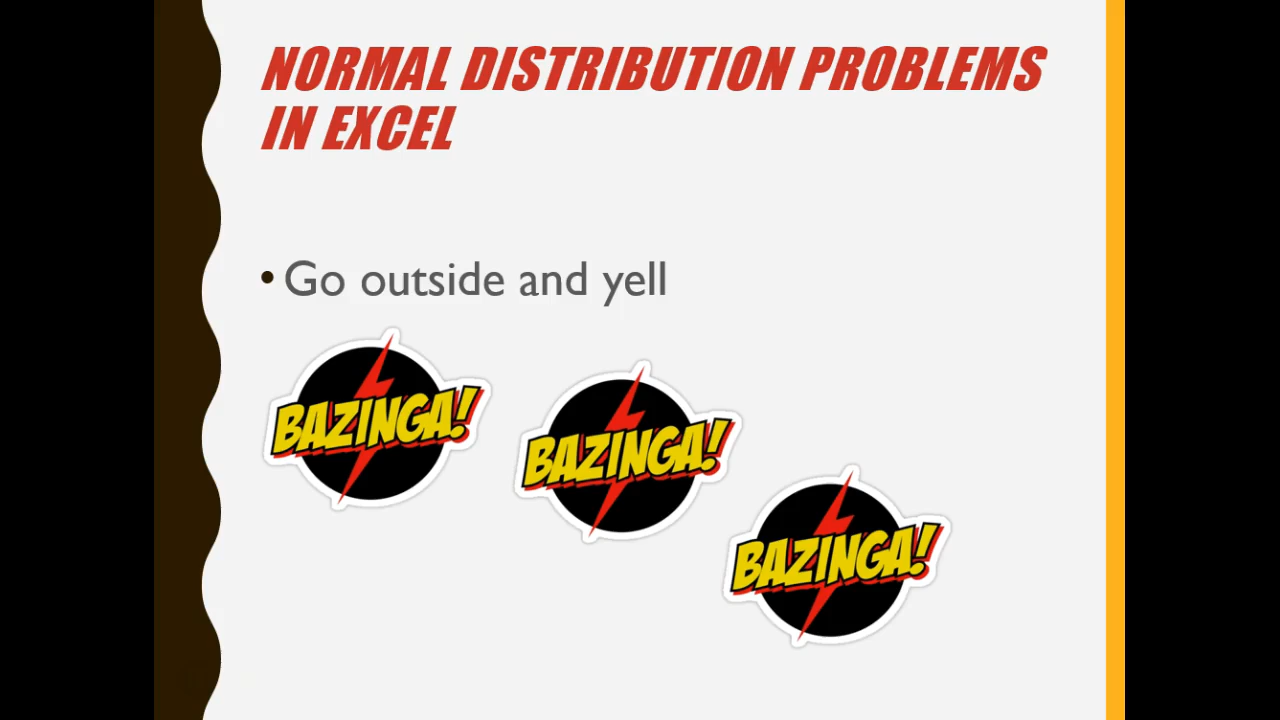 NORMAL DISTRIBUTION PROBLEMS
IN EXCEL
• Go outside and yell
BAZINGA!
BAZINGA!
BAZINGA!